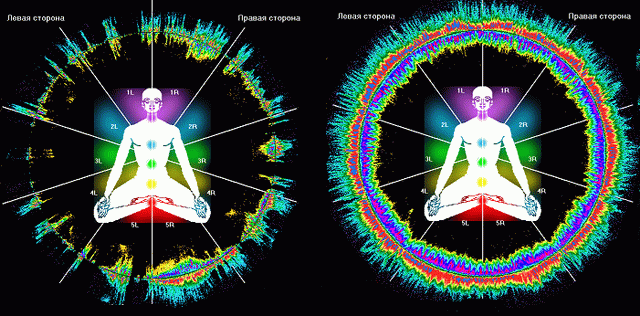 Левая сторона
Правая сторона
1L 1R
2L 2R
3L 3R
4L 4R
5L 5R
Левая сторона
Правая сторона
1L 1R
2L 2R
3L 3R
4L 4R
5L 5R